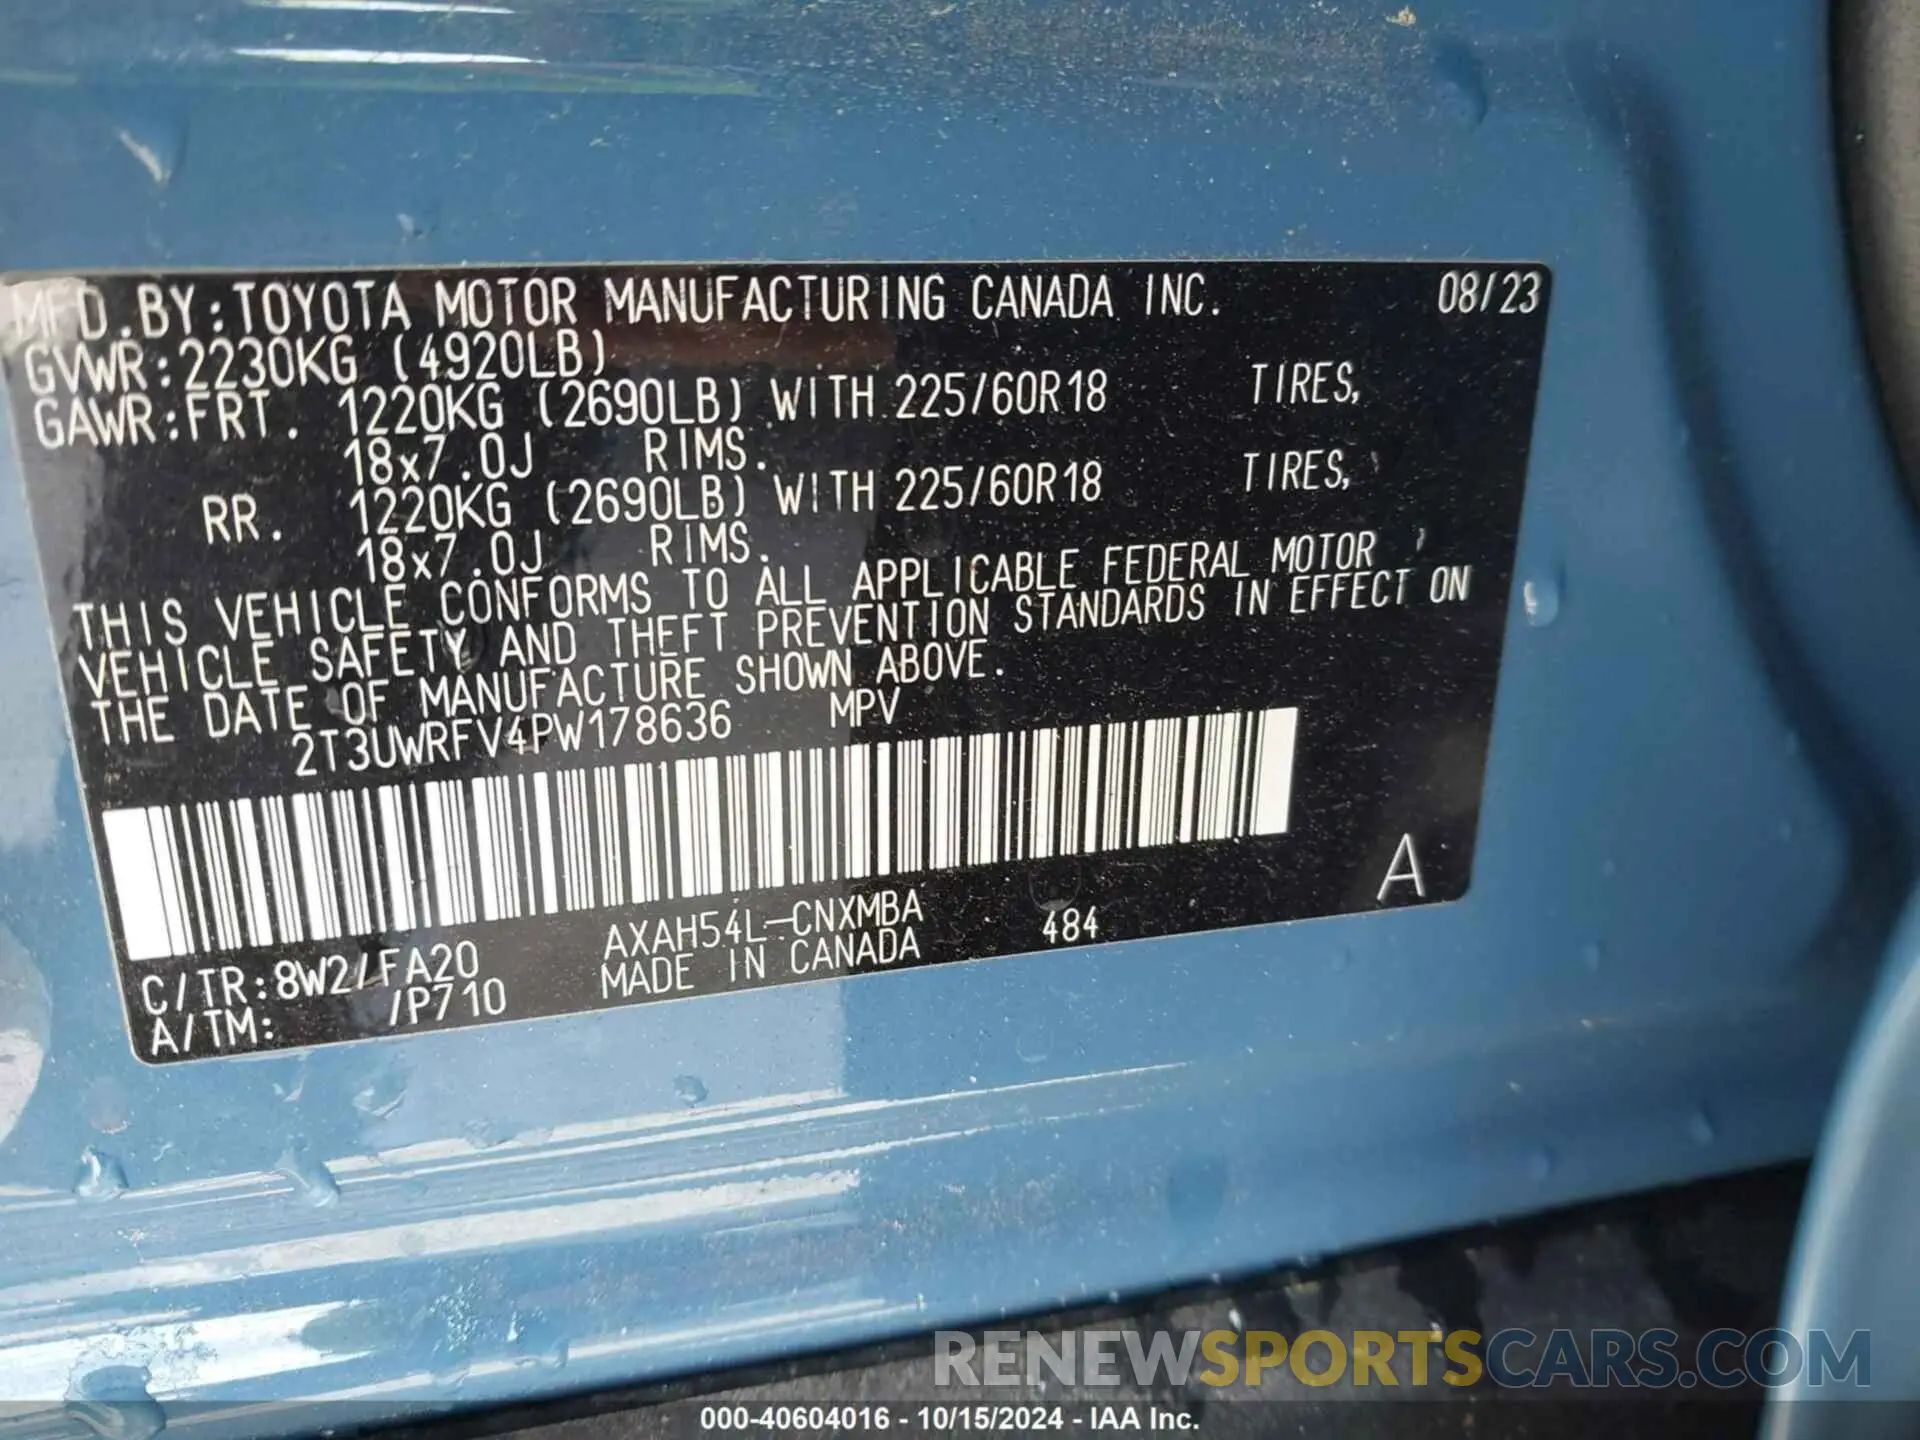 MFD.BY:TOYOTA MOTOR MANUFACTURING CANADA INC. 08/23
GVWR:2230KG (4920LB)
GAWR:FRT. 1220KG (2690LB) WITH 225/60R18 TIRES,
18x7.0J RIMS.
RR. 1220KG (2690LB) WITH 225/60R18 TIRES,
18x7.0J RIMS.
THIS VEHICLE CONFORMS TO ALL APPLICABLE FEDERAL MOTOR
VEHICLE SAFETY AND THEFT PREVENTION STANDARDS IN EFFECT ON
THE DATE OF MANUFACTURE SHOWN ABOVE.
2T3UWRFV4PW178636 MPV
A
C/TR:8W2/FA20 AXAH54L-CNXMBA 484
A/TM: /P710 MADE IN CANADA
RENEWSPORTSCARS.COM
000-40604016 - 10/15/2024 - IAA Inc.